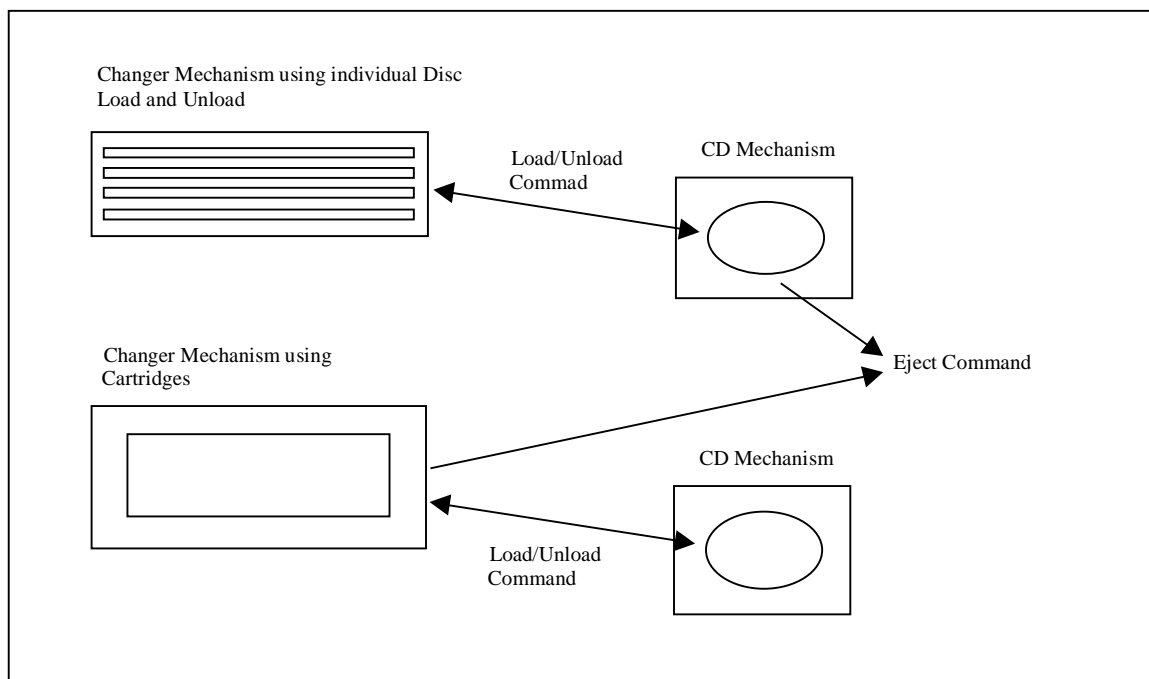 Changer Mechanism using individual Disc
Load and Unload
CD Mechanism
Load/Unload
Commad
Changer Mechanism using
Cartridges
Eject Command
CD Mechanism
Load/Unload
Command